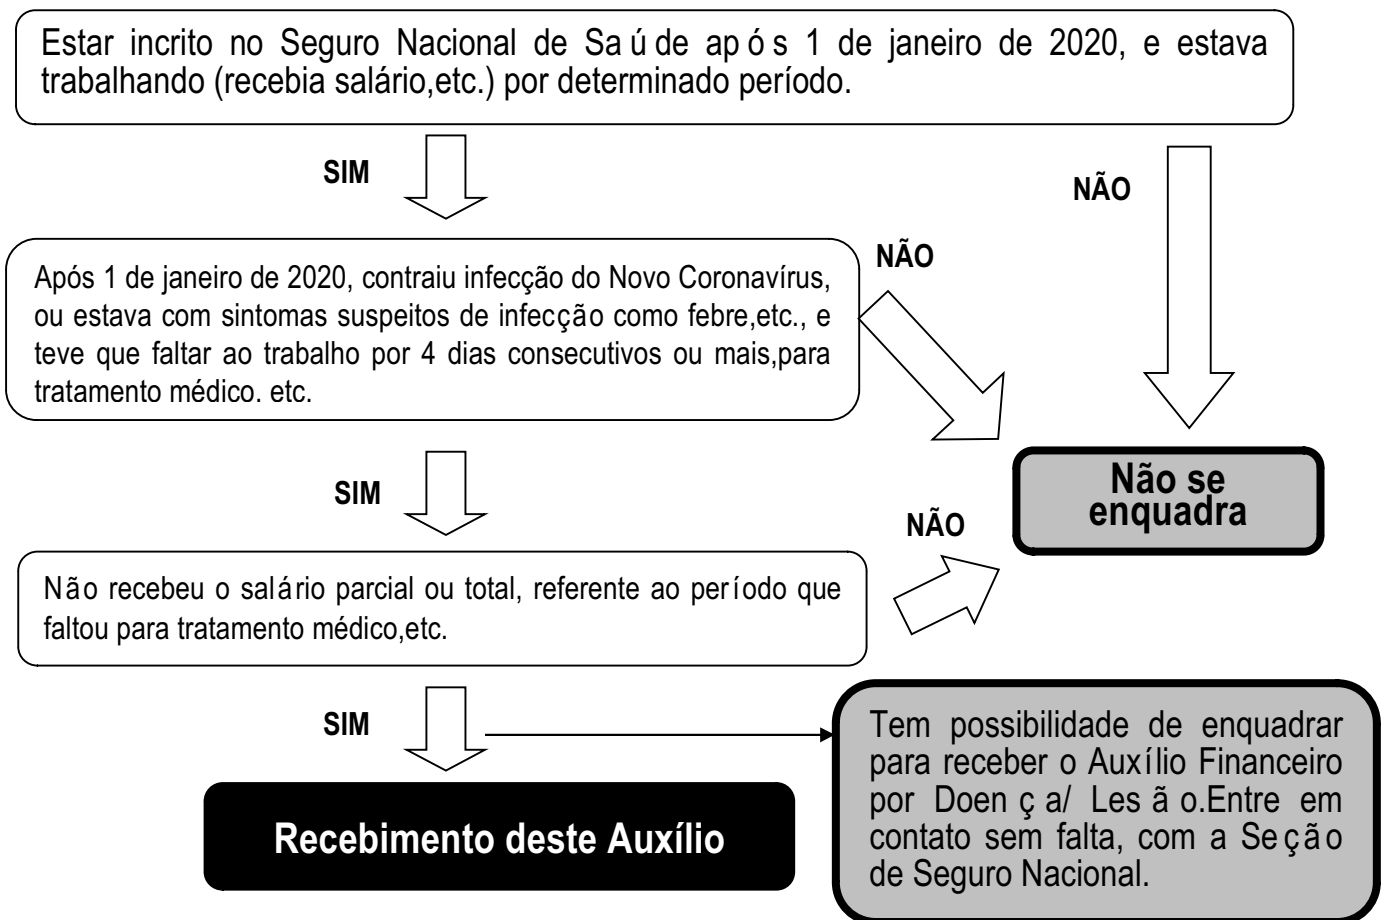 Estar incrito no Seguro Nacional de Saúde após 1 de janeiro de 2020, e estava
trabalhando (recebia salário,etc.) por determinado período.
SIM
NÃO
Após 1 de janeiro de 2020, contraiu infecção do Novo Coronavírus,
ou estava com sintomas suspeitos de infecção como febre,etc., e
teve que faltar ao trabalho por 4 dias consecutivos ou mais,para
tratamento médico. etc.
NÃO
SIM
Não se
enquadra
NÃO
Não recebeu o salário parcial ou total, referente ao período que
faltou para tratamento médico,etc.
SIM
Tem possibilidade de enquadrar
para receber o Auxílio Financeiro
por Doença/ Lesão.Entre em
contato sem falta, com a Seção
de Seguro Nacional.
Recebimento deste Auxílio